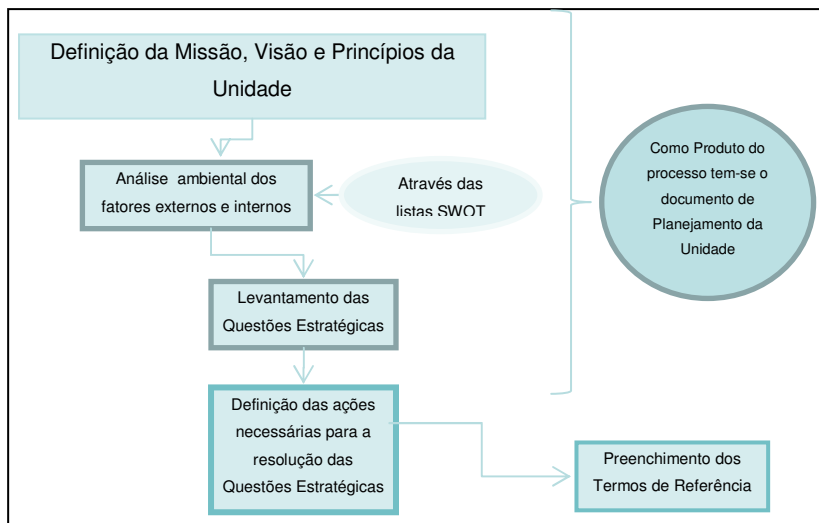 Definição da Missão, Visão e Princípios da
Unidade
Análise ambiental dos
fatores externos e internos
Através das
listas SWOT
Levantamento das
Questões Estratégicas
Definição das ações
necessárias para a
resolução das
Questões Estratégicas
Como Produto do
processo tem-se o
documento de
Planejamento da
Unidade
Preenchimento dos
Termos de Referência